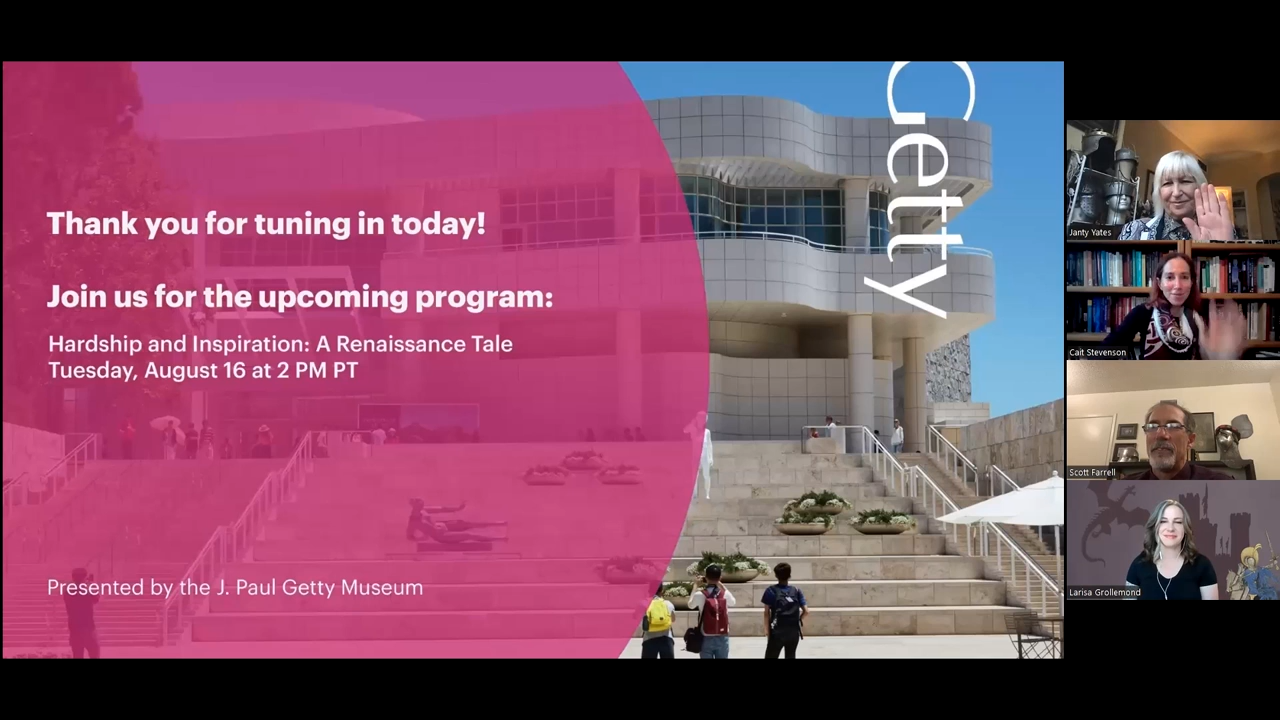 Thank you for tuning in today!
Join us for the upcoming program:
Hardship and Inspiration: A Renaissance Tale
Tuesday, August 16 at 2 PM PT
Presented by the J. Paul Getty Museum
Getty
Janty Yates
Cait Stevenson
Scott Farrell
Larisa Grollemond